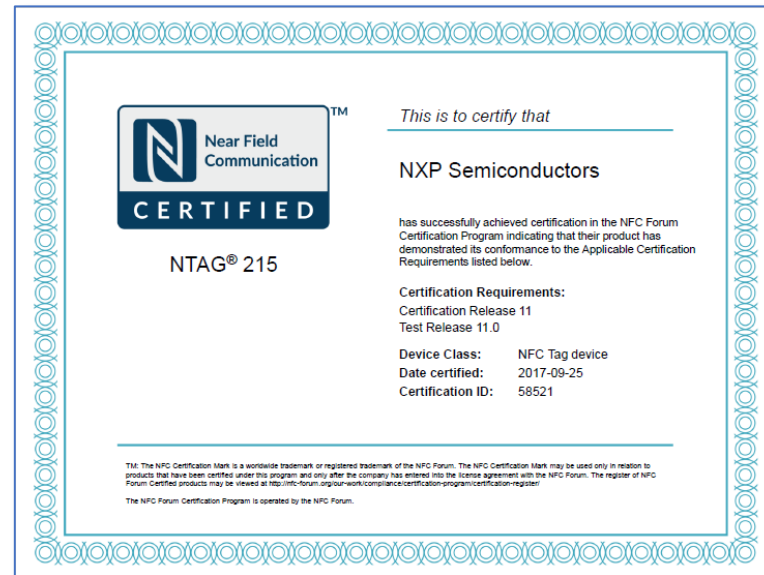 Near Field
Communication
TM
CERTIFIED
NTAG® 215
This is to certify that
NXP Semiconductors
has successfully achieved certification in the NFC Forum
Certification Program indicating that their product has
demonstrated its conformance to the Applicable Certification
Requirements listed below.
Certification Requirements:
Certification Release 11
Test Release 11.0
Device Class: NFC Tag device
Date certified: 2017-09-25
Certification ID: 58521
TM: The NFC Certification Mark is a worldwide trademark or registered trademark of the NFC Forum. The NFC Certification Mark may be used only in relation to
products that have been certified under this program and only after the company has entered into the license agreement with the NFC Forum. The register of NFC
Forum Certified products may be viewed at http://nfc-forum.org/our-work/compliance/certification-program/certification-register/
The NFC Forum Certification Program is operated by the NFC Forum.